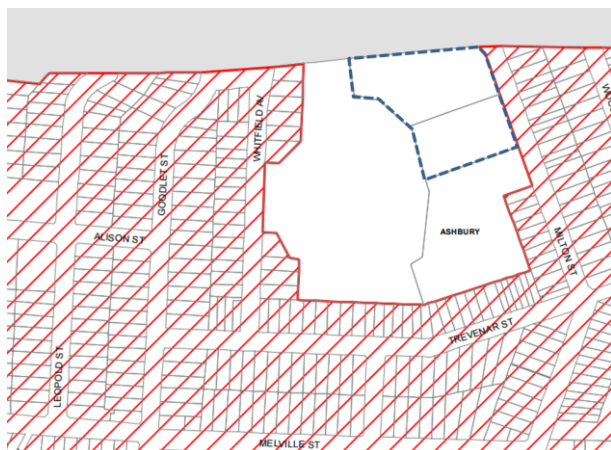 WHITFIELD AV
GOODLET ST
ALISON ST
ASHBURY
MILTON ST
TREVENAR ST
LEOPOLD ST
MELVILLE ST